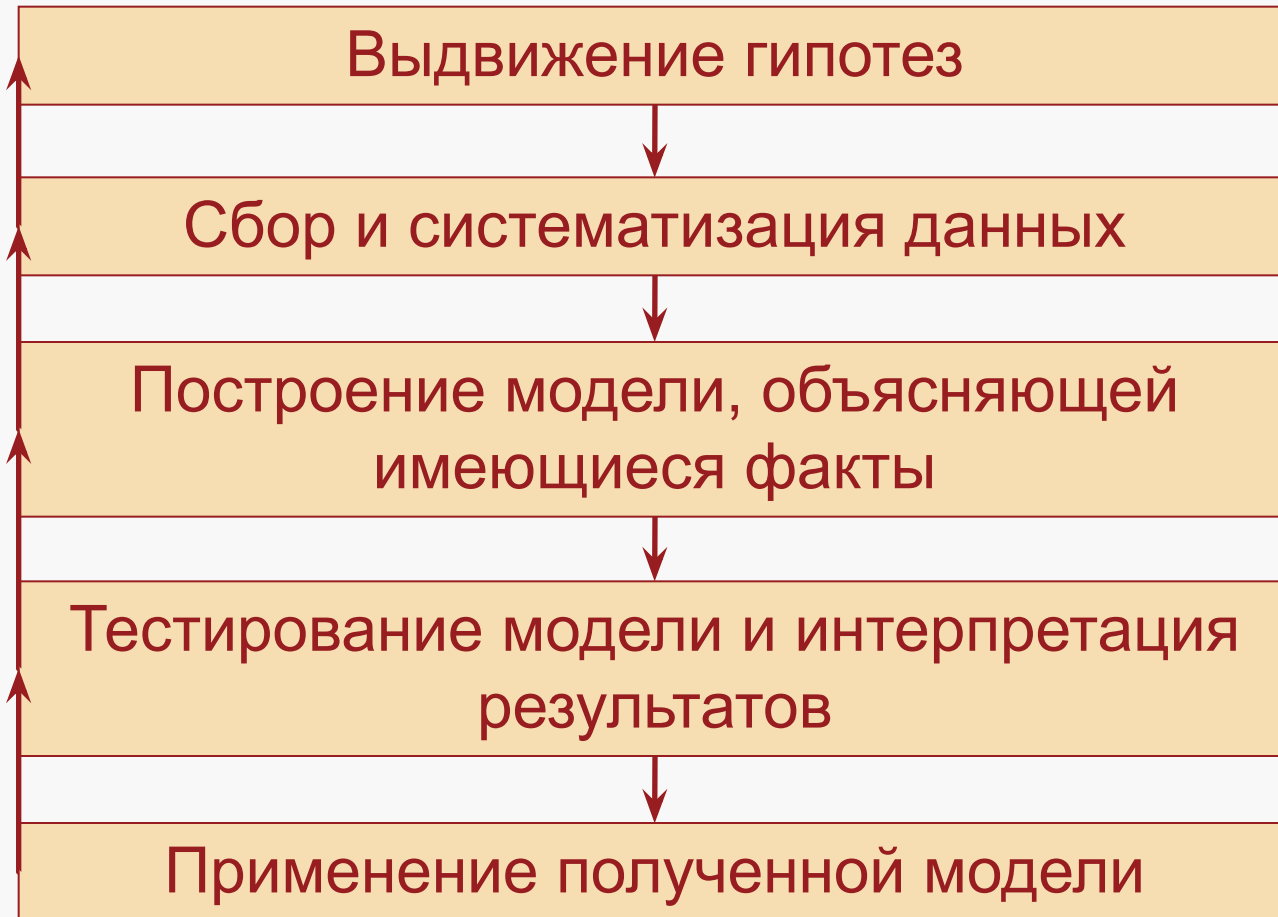 Выдвижение гипотез
Сбор и систематизация данных
Построение модели, объясняющей
имеющиеся факты
Тестирование модели и интерпретация
результатов
Применение полученной модели